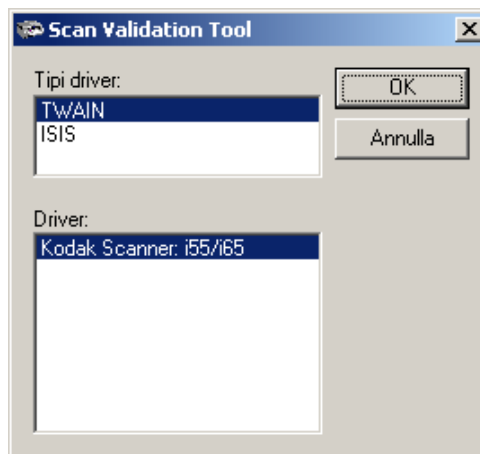 Scan Validation Tool
Tipi driver:
TWAIN
ISIS
OK
Annulla
Driver:
Kodak Scanner: i55/i65